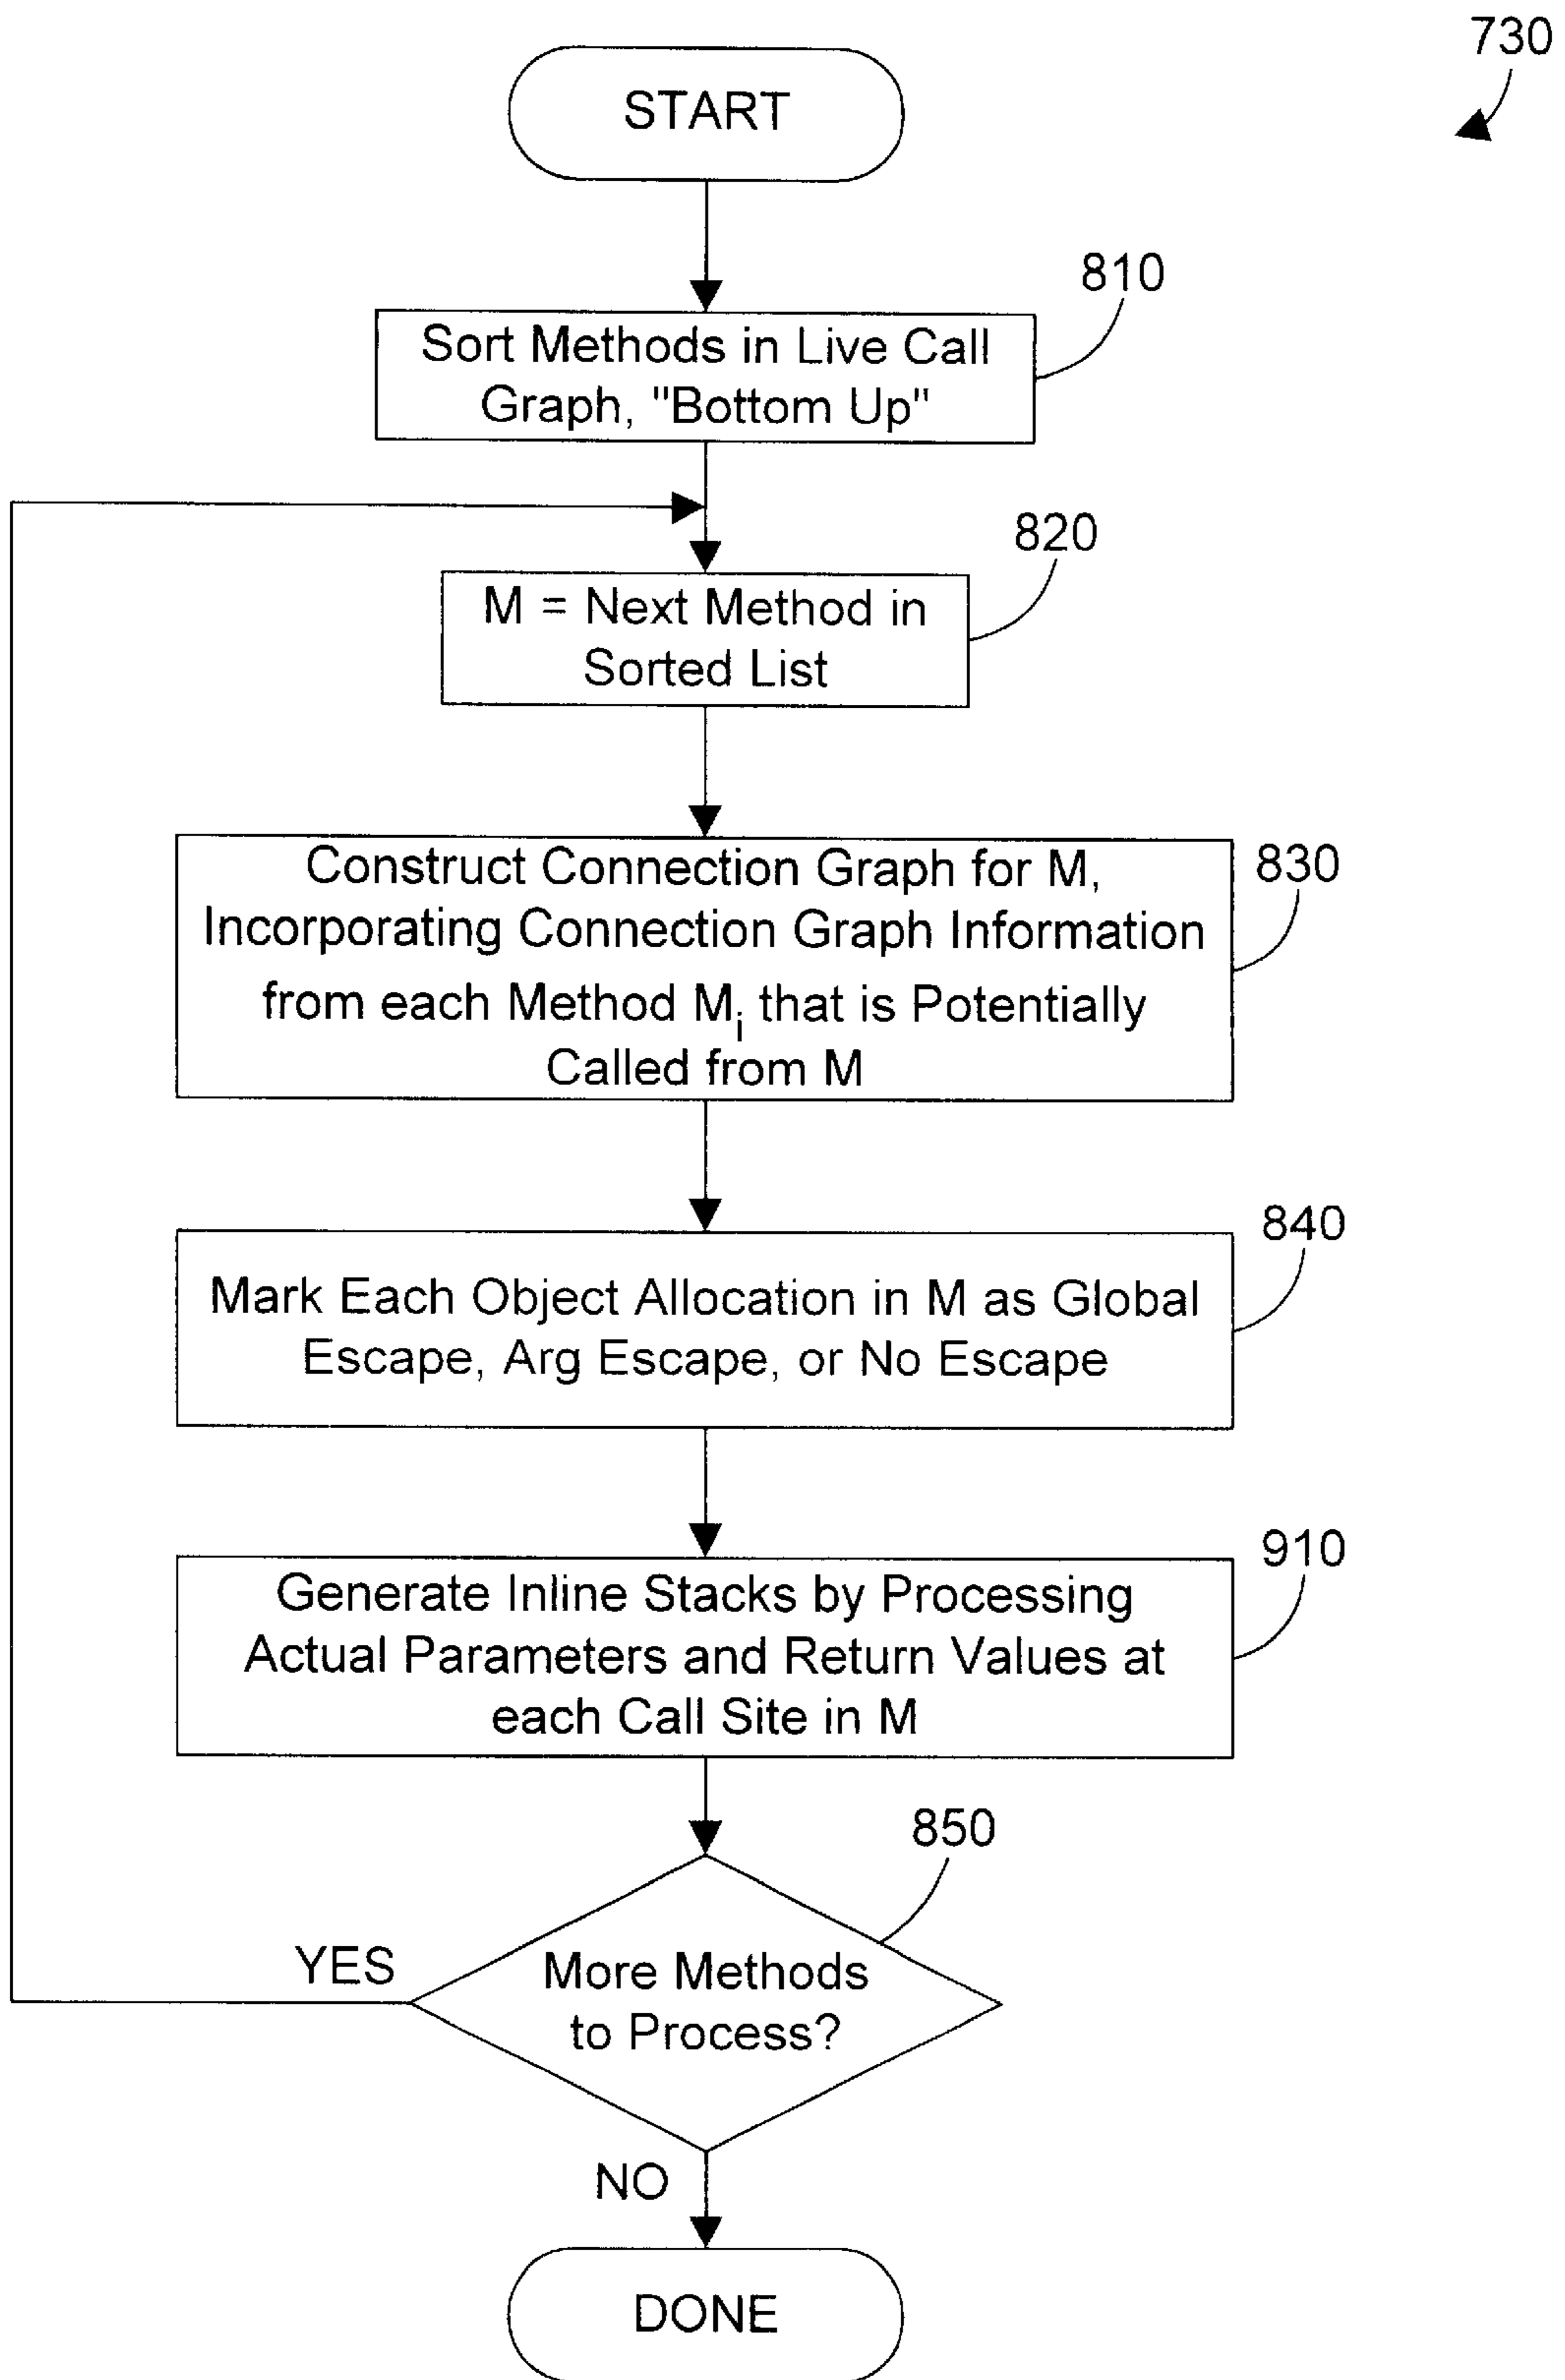 730
START
810
Sort Methods in Live Call
Graph, "Bottom Up"
820
M = Next Method in
Sorted List
830
Construct Connection Graph for M,
Incorporating Connection Graph Information
from each Method Mi that is Potentially
Called from M
840
Mark Each Object Allocation in M as Global
Escape, Arg Escape, or No Escape
910
Generate Inline Stacks by Processing
Actual Parameters and Return Values at
each Call Site in M
850
YES
More Methods
to Process?
NO
DONE